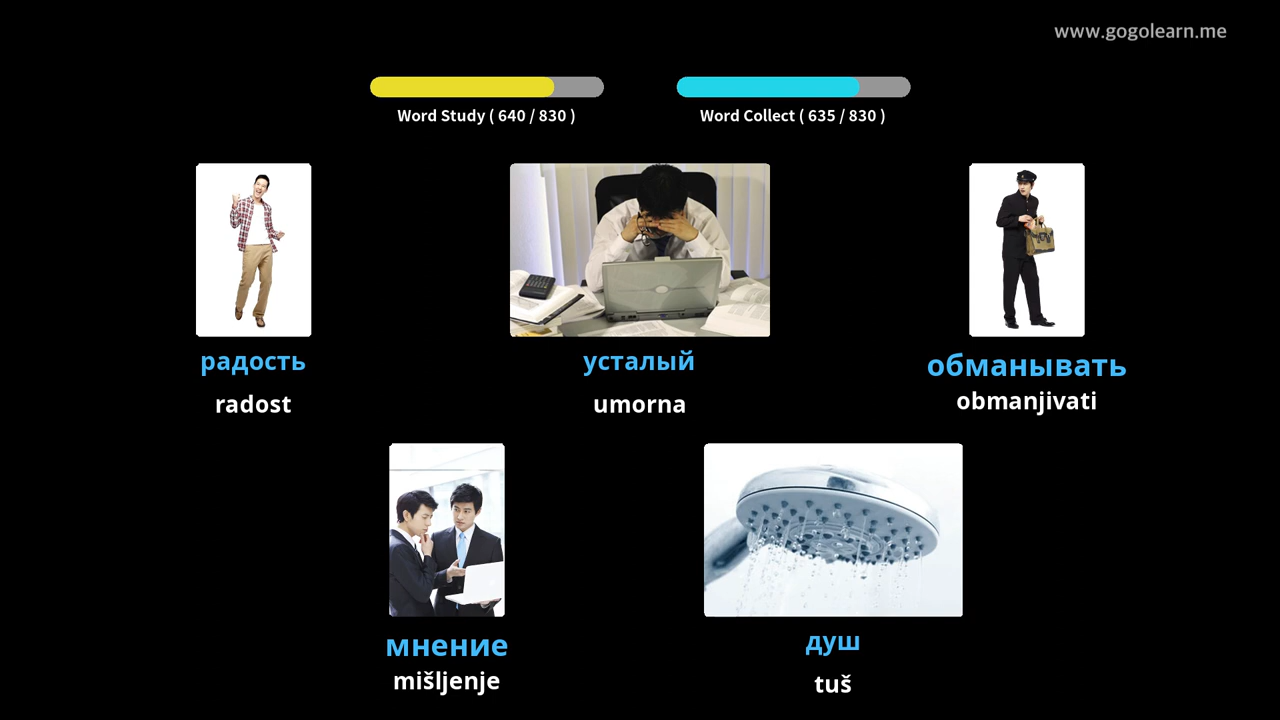 www.gogolearn.me
Word Study ( 640 / 830 )
Word Collect ( 635 / 830 )
радость
radost
усталый
umorna
обманывать
obmanjivati
мнение
mišljenje
душ
tuš